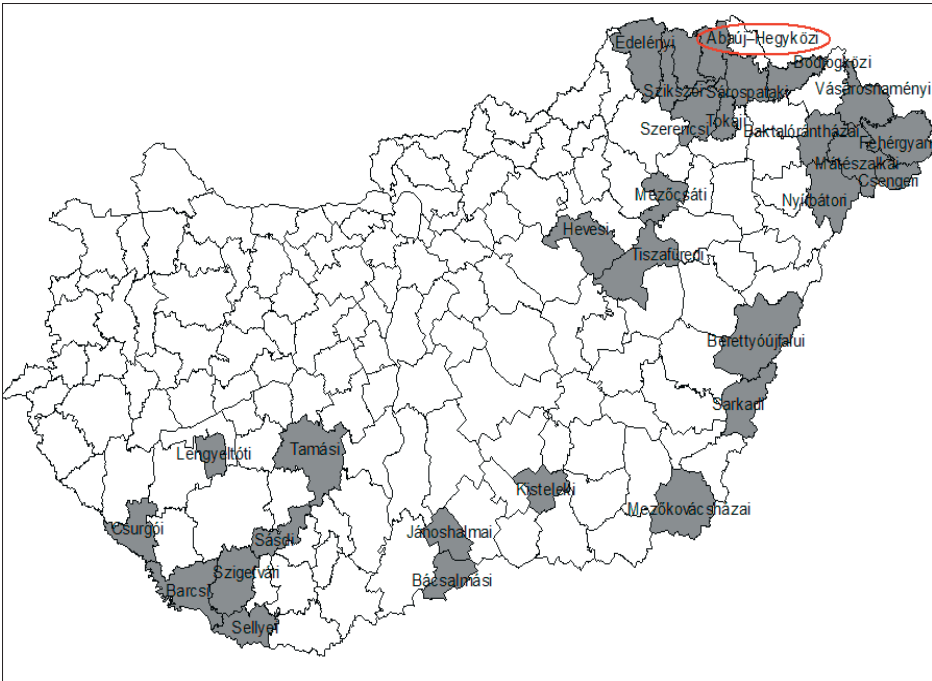 Abaúj–Hegyközi
Edelényi
Bodrogközi
Vásárosnaményi
Szikszói
Sárospataki
Tokaji
Szerencsi
Baktalórántházai
Fehérgyarm
Mátészalkai
Csengeri
Nyírbátori
Mezőcsáti
Hevesi
Tiszafüredi
Berettyóújfalui
Sarkadi
Lengyeltóti
Tamási
Kisteleki
Mezőkovácsházai
Csurgói
Sásdi
Jánoshalmai
Szigetvári
Bácsalmási
Barcsi
Sellyei